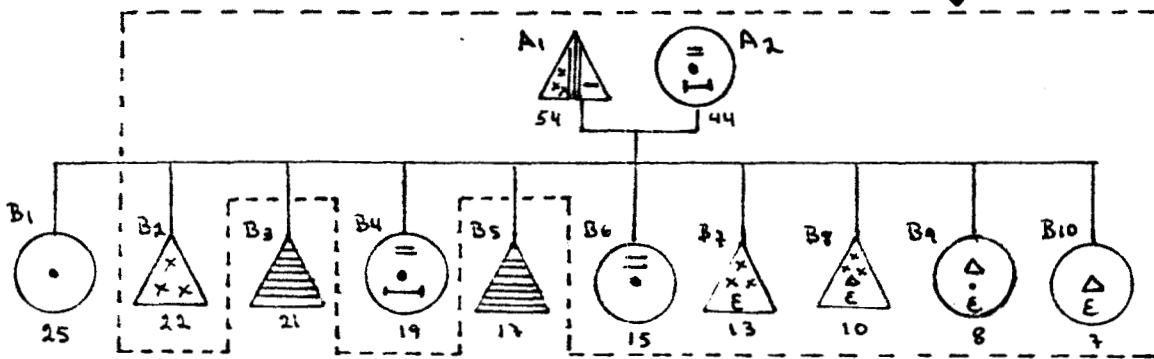 A1 A2
54 44
B1 B2 B3 B4 B5 B6 B7 B8 B9 B10
x x x x x x x x x
ε ε ε ε
25 22 21 19 17 15 13 10 8 7